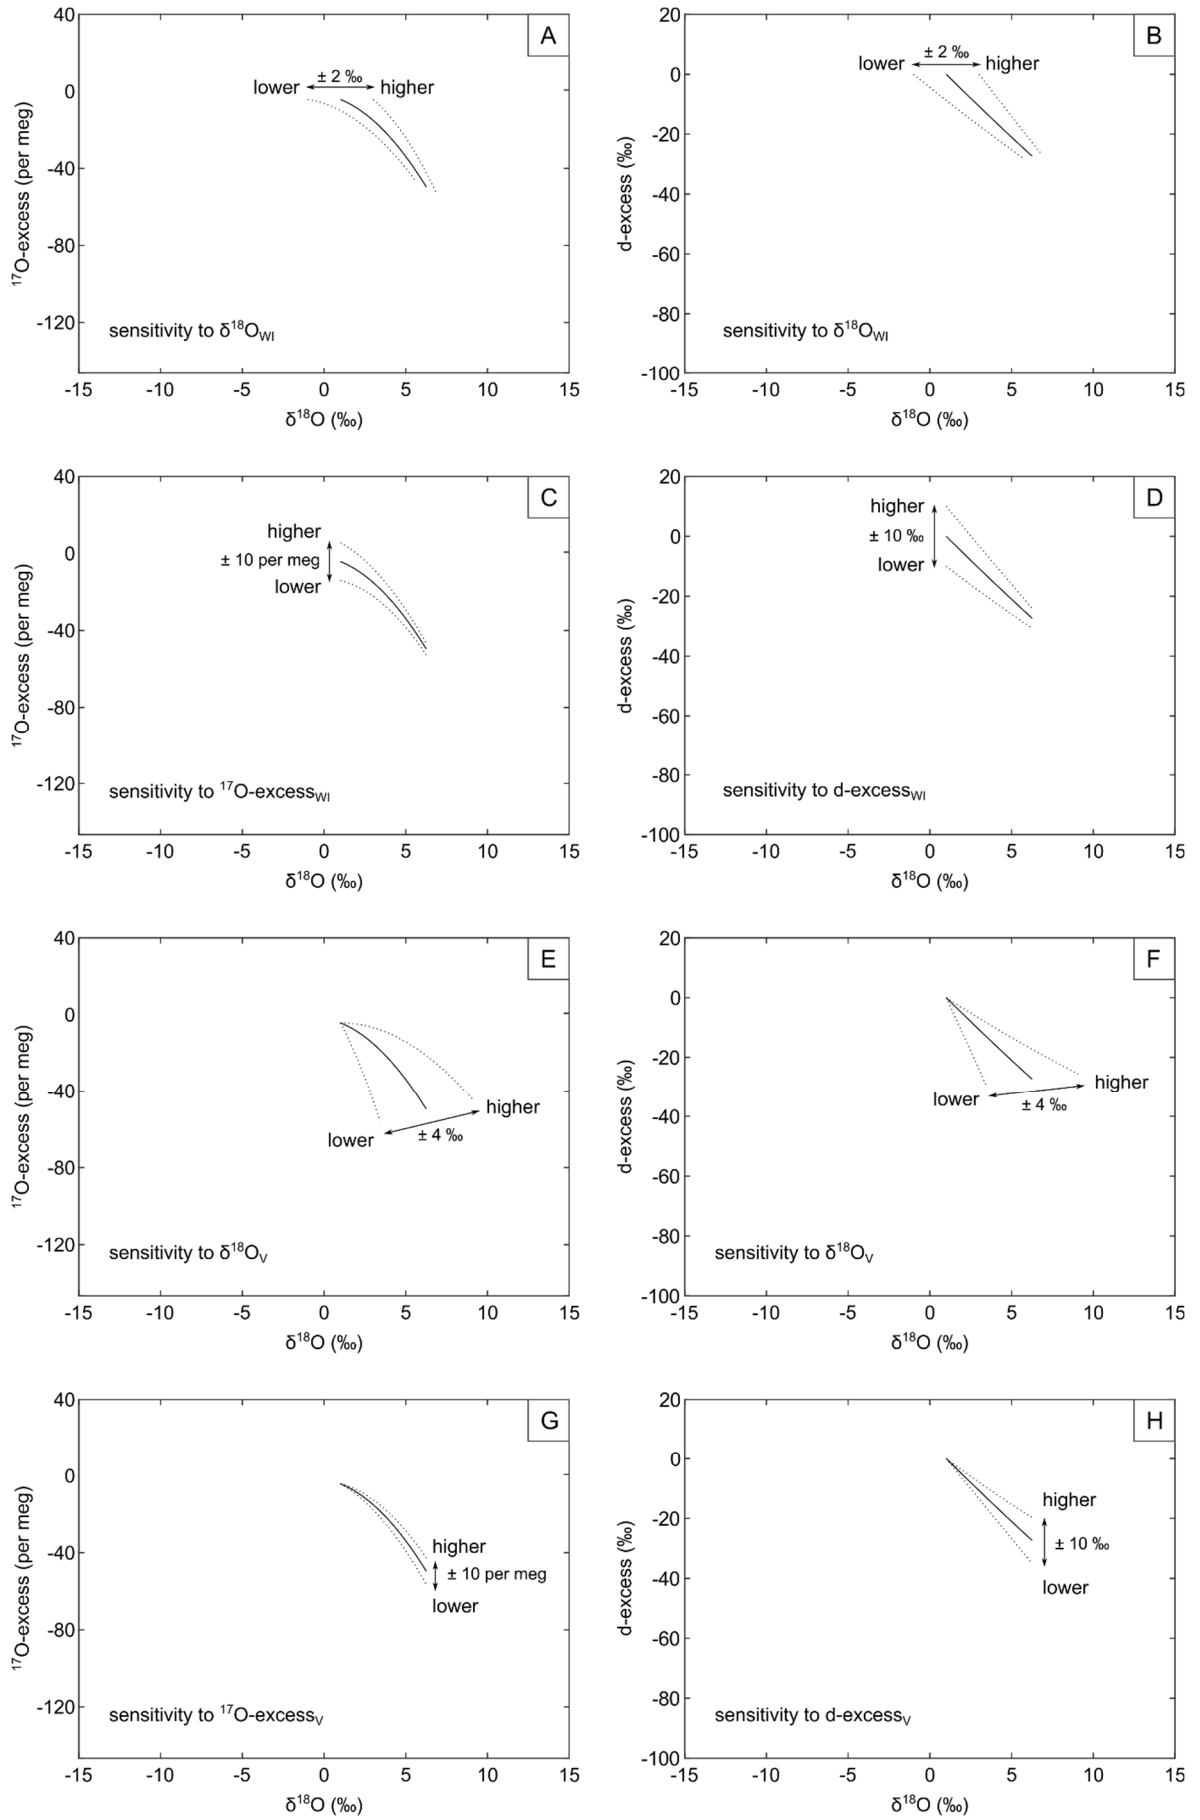 A
40
0
-40
-80
-120
¹⁷O-excess (per meg)
lower
± 2 ‰
higher
sensitivity to δ¹⁸O_WI
-15 -10 -5 0 5 10 15
δ¹⁸O (‰)
B
20
0
-20
-40
-60
-80
-100
d-excess (‰)
lower
± 2 ‰
higher
sensitivity to δ¹⁸O_WI
-15 -10 -5 0 5 10 15
δ¹⁸O (‰)
C
40
0
-40
-80
-120
¹⁷O-excess (per meg)
higher
± 10 per meg
lower
sensitivity to ¹⁷O-excess_WI
-15 -10 -5 0 5 10 15
δ¹⁸O (‰)
D
20
0
-20
-40
-60
-80
-100
d-excess (‰)
higher
± 10 ‰
lower
sensitivity to d-excess_WI
-15 -10 -5 0 5 10 15
δ¹⁸O (‰)
E
40
0
-40
-80
-120
¹⁷O-excess (per meg)
higher
± 4 ‰
lower
sensitivity to δ¹⁸O_V
-15 -10 -5 0 5 10 15
δ¹⁸O (‰)
F
20
0
-20
-40
-60
-80
-100
d-excess (‰)
higher
lower
± 4 ‰
sensitivity to δ¹⁸O_V
-15 -10 -5 0 5 10 15
δ¹⁸O (‰)
G
40
0
-40
-80
-120
¹⁷O-excess (per meg)
higher
± 10 per meg
lower
sensitivity to ¹⁷O-excess_V
-15 -10 -5 0 5 10 15
δ¹⁸O (‰)
H
20
0
-20
-40
-60
-80
-100
d-excess (‰)
higher
± 10 ‰
lower
sensitivity to d-excess_V
-15 -10 -5 0 5 10 15
δ¹⁸O (‰)